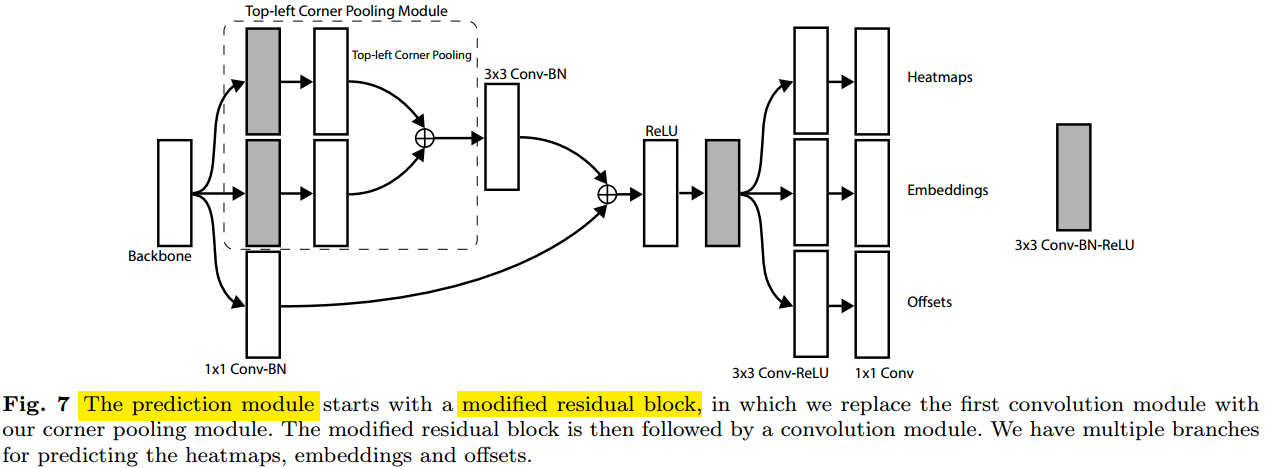 Top-left Corner Pooling Module
Top-left Corner Pooling
3x3 Conv-BN
Backbone
1x1 Conv-BN
ReLU
3x3 Conv-ReLU
1x1 Conv
Heatmaps
Embeddings
Offsets
3x3 Conv-BN-ReLU
Fig. 7 The prediction module starts with a modified residual block, in which we replace the first convolution module with
our corner pooling module. The modified residual block is then followed by a convolution module. We have multiple branches
for predicting the heatmaps, embeddings and offsets.